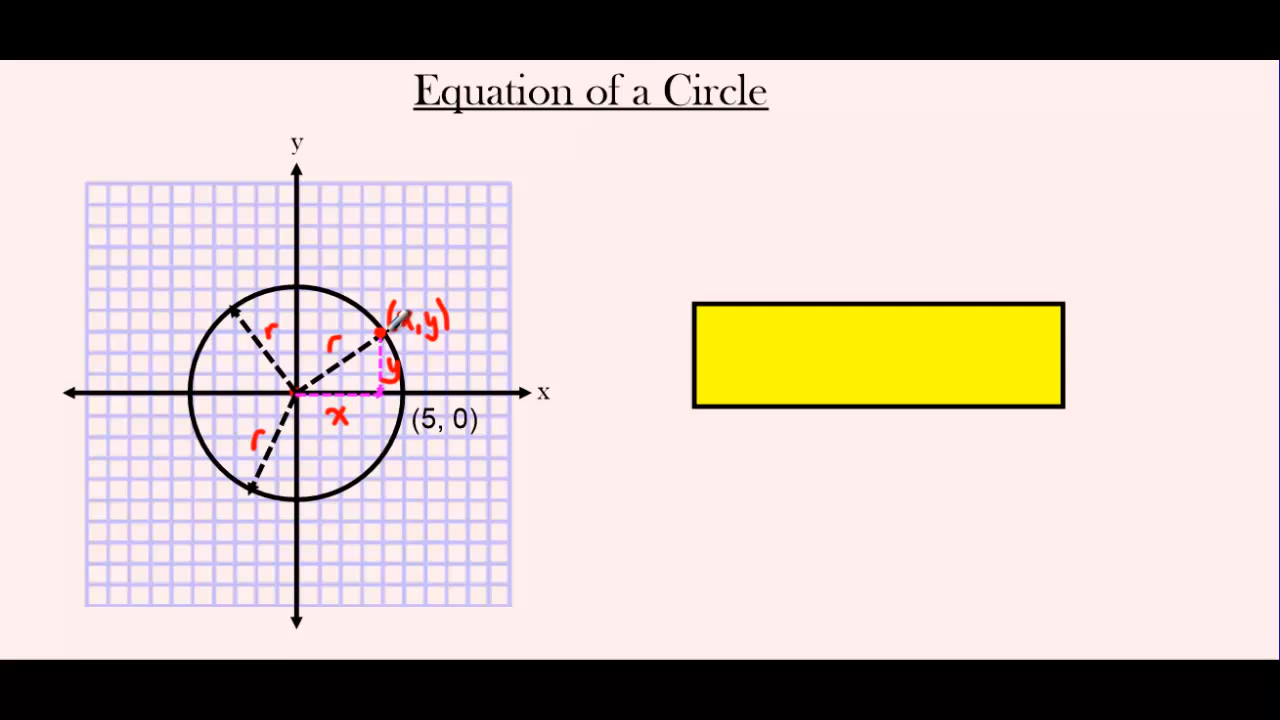 Equation of a Circle
y
(x,y)
r
r
y
x
x
(5, 0)
r